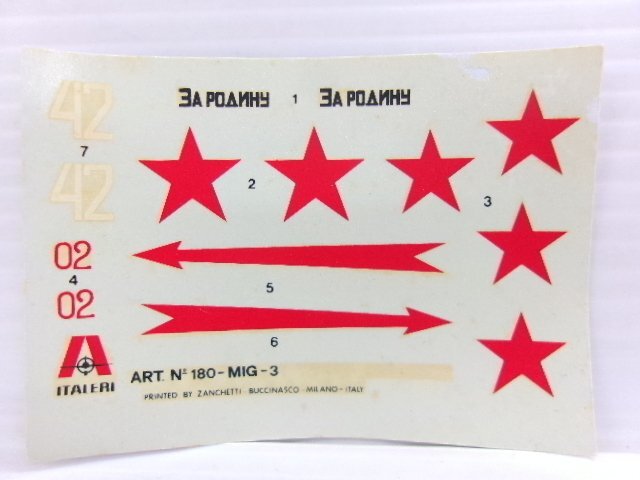 ЗА РОДИНУ 1 ЗА РОДИНУ
42
7
42
2
3
02
4
02
5
6
ITALERI
ART. Nº 180-MIG-3
PRINTED BY ZANCHETTI - BUCCINASCO - MILANO - ITALY